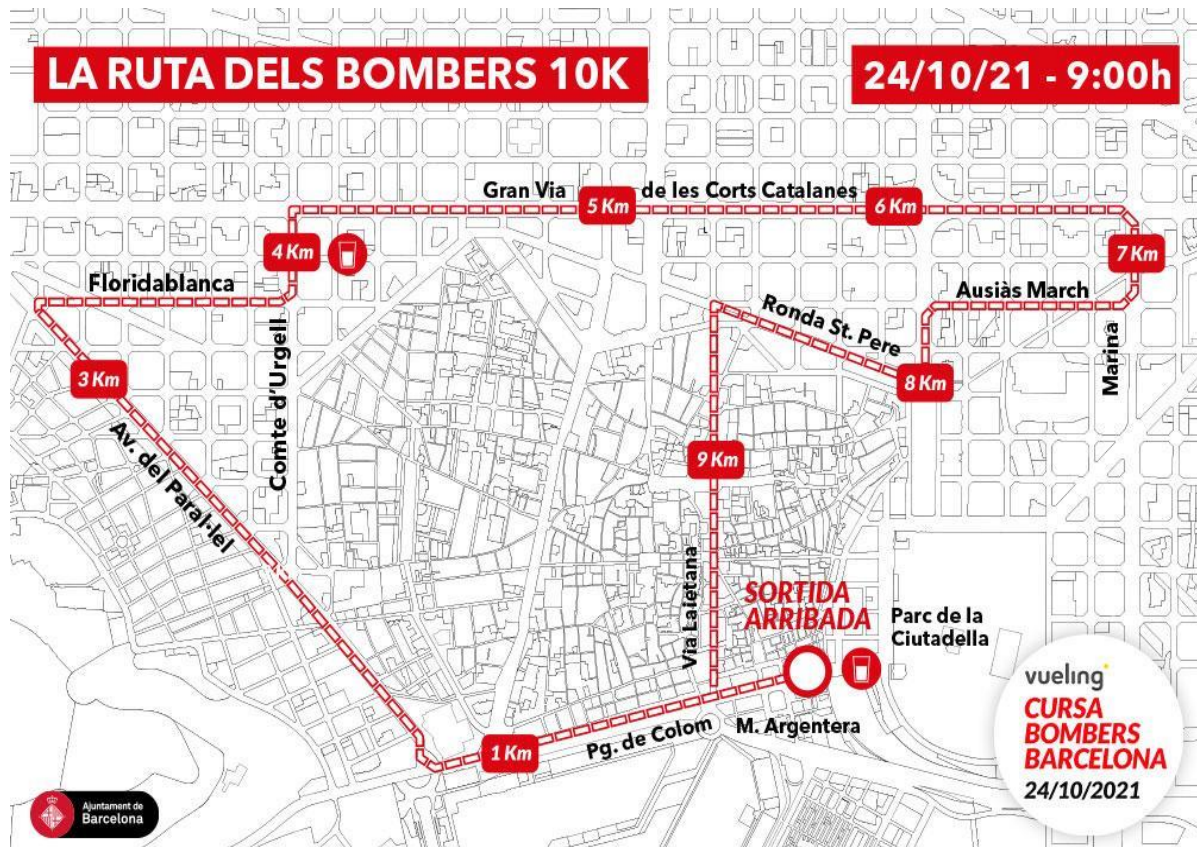 LA RUTA DELS BOMBERS 10K
24/10/21 - 9:00h
Gran Via
5 Km
de les Corts Catalanes
6 Km
4 Km
7 Km
Floridablanca
Ausiàs March
Ronda St. Pere
Comte d'Urgell
Marina
3 Km
8 Km
Av. del Paral·lel
9 Km
Via Laietana
SORTIDA
ARRIBADA
Parc de la
Ciutadella
M. Argentera
Pg. de Colom
1 Km
vueling
CURSA
BOMBERS
BARCELONA
24/10/2021
Ajuntament de
Barcelona